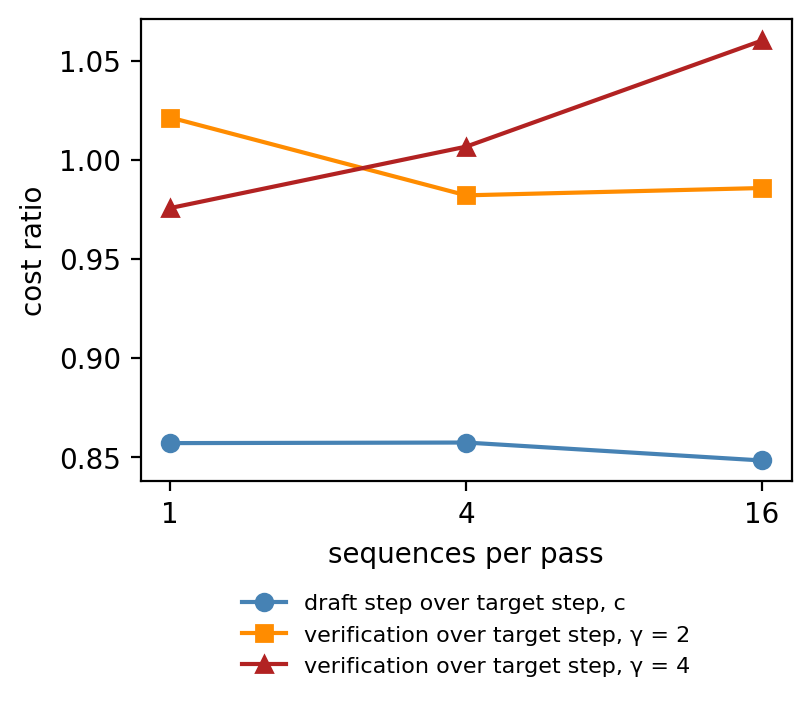 1.05
1.00
0.95
0.90
0.85
cost ratio
1 4 16
sequences per pass
draft step over target step, c
verification over target step, γ = 2
verification over target step, γ = 4